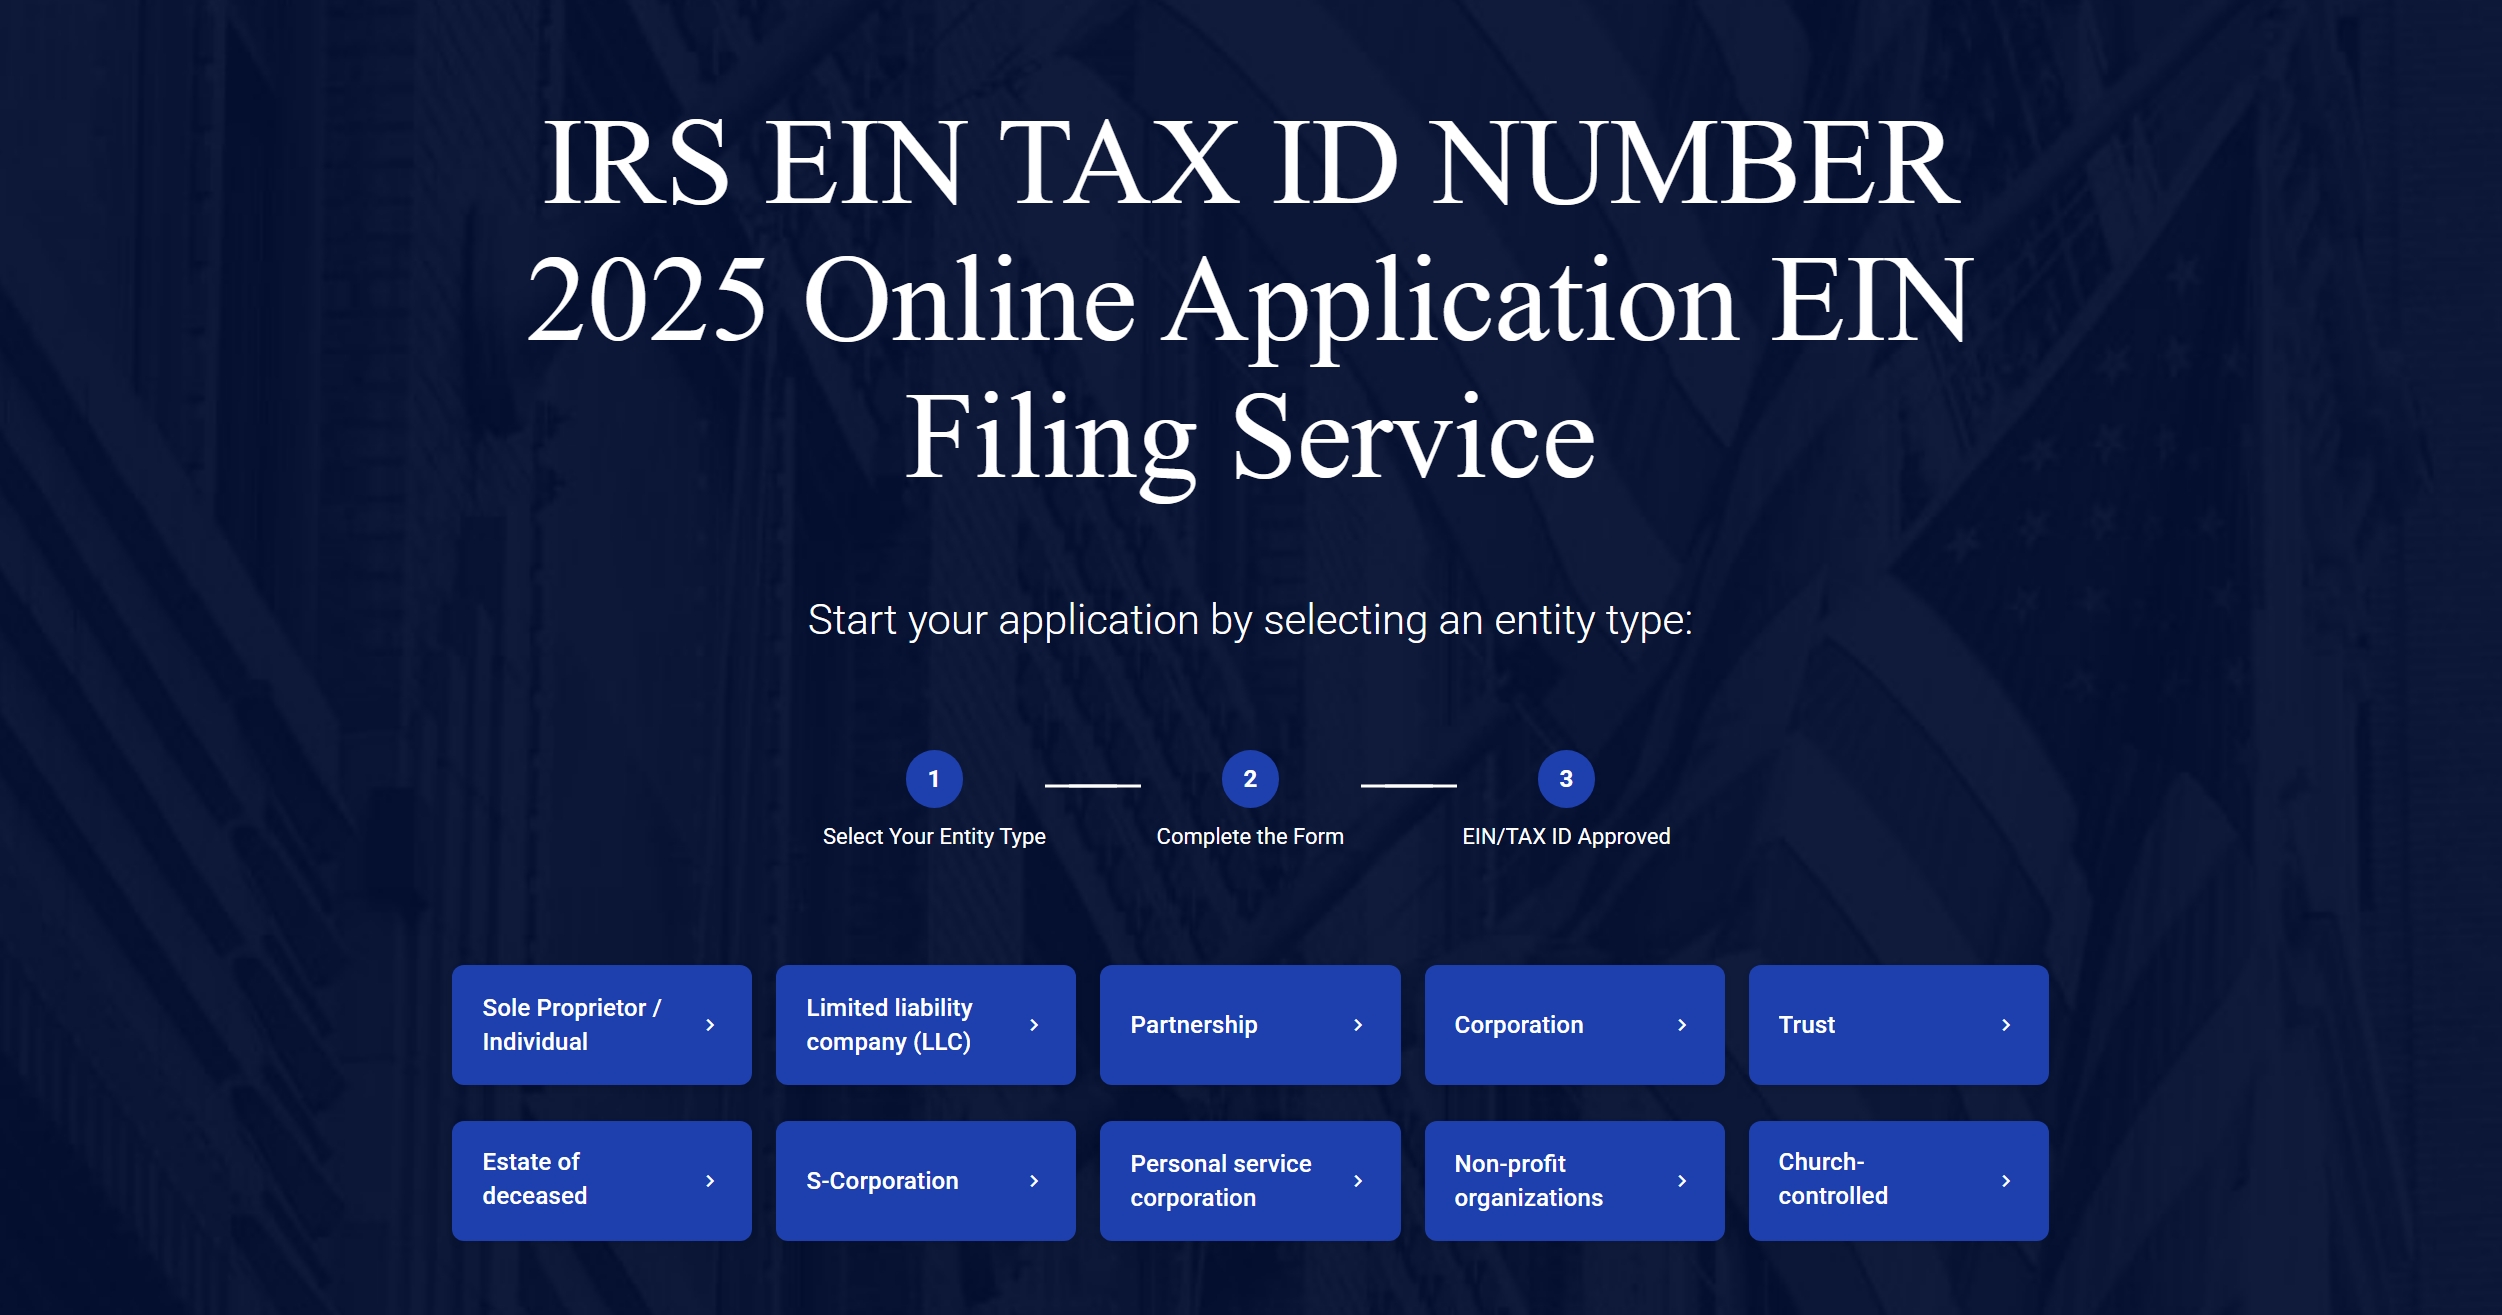 IRS EIN TAX ID NUMBER
2025 Online Application EIN
Filing Service
Start your application by selecting an entity type:
1
2
3
Select Your Entity Type
Complete the Form
EIN/TAX ID Approved
Sole Proprietor /
Individual
Limited liability
company (LLC)
Partnership
Corporation
Trust
Estate of
deceased
S-Corporation
Personal service
corporation
Non-profit
organizations
Church-
controlled